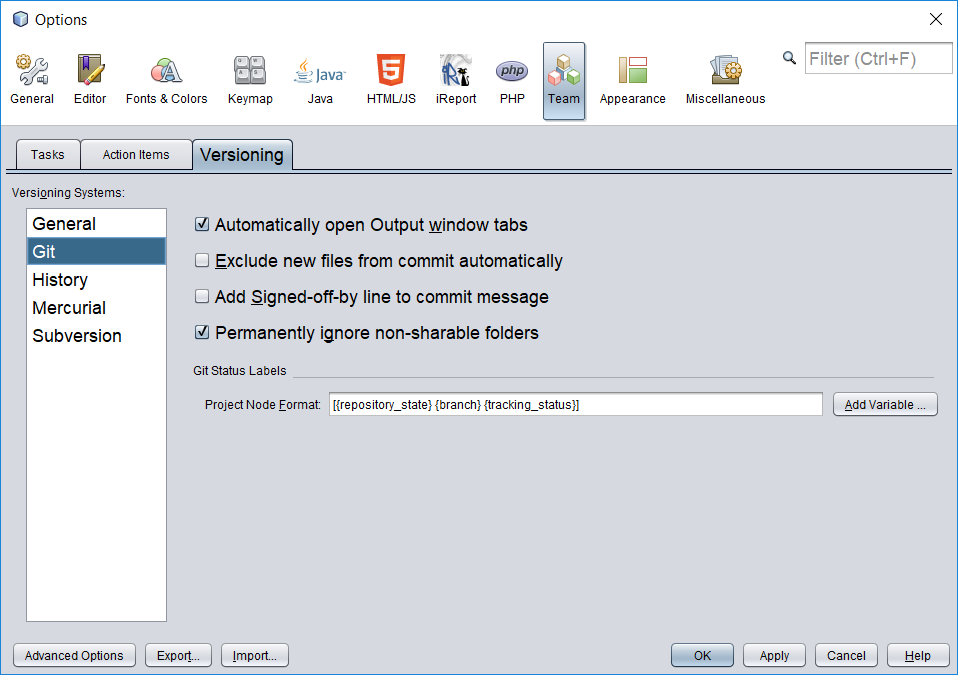 Options
Filter (Ctrl+F)
General
Editor
Fonts & Colors
Keymap
Java
Java
HTML/JS
iReport
php
PHP
Team
Appearance
Miscellaneous
Tasks
Action Items
Versioning
Versioning Systems:
General
Git
History
Mercurial
Subversion
Automatically open Output window tabs
Exclude new files from commit automatically
Add Signed-off-by line to commit message
Permanently ignore non-sharable folders
Git Status Labels
Project Node Format: [{repository_state} {branch} {tracking_status}] Add Variable ...
Advanced Options Export... Import... OK Apply Cancel Help